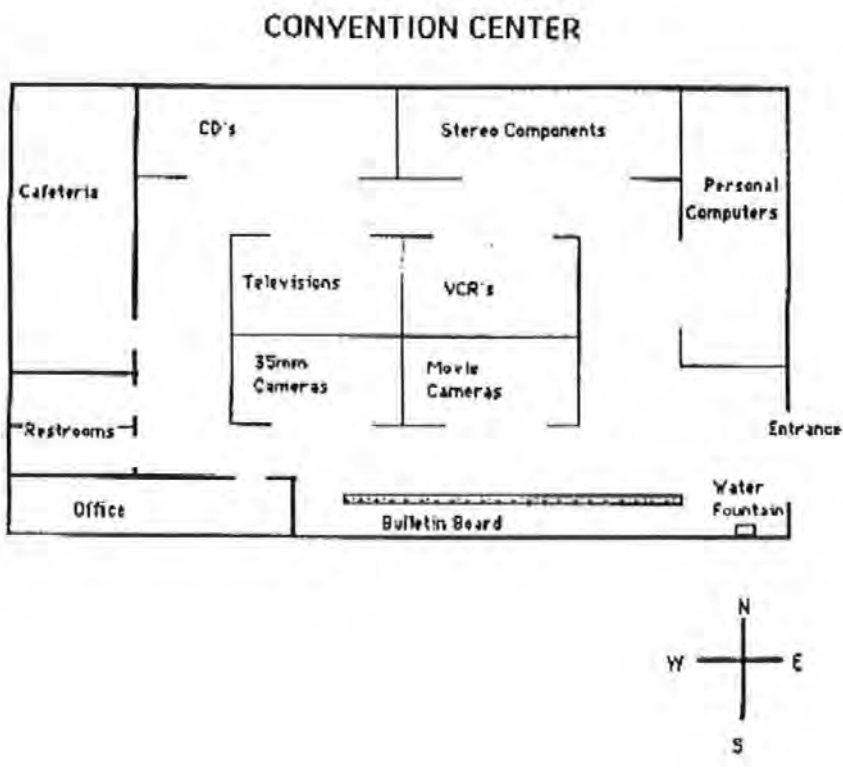 CONVENTION CENTER
CD's
Stereo Components
Cafeteria
Personal
Computers
Televisions
VCR's
35mm
Cameras
Movie
Cameras
Restrooms
Entrance
Office
Bulletin Board
Water
Fountain
N
W
E
S